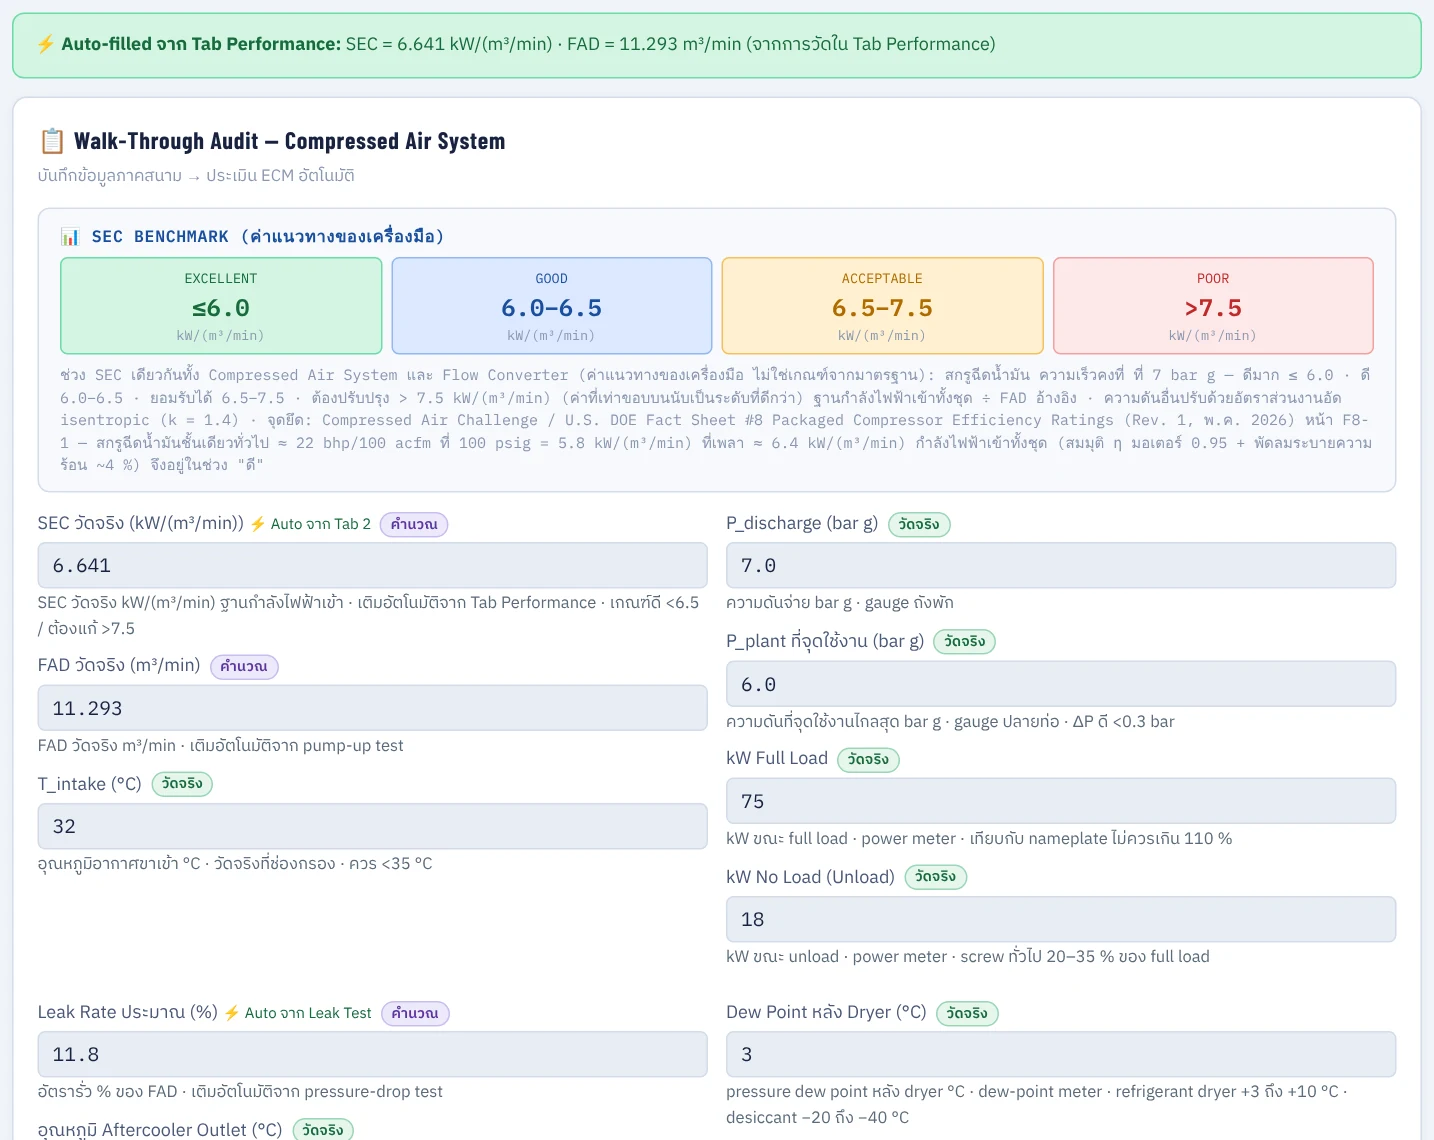 ⚡ Auto-filled จาก Tab Performance: SEC = 6.641 kW/(m³/min) · FAD = 11.293 m³/min (จากการวัดใน Tab Performance)
📋 Walk-Through Audit — Compressed Air System
บันทึกข้อมูลภาคสนาม → ประเมิน ECM อัตโนมัติ
📊 SEC BENCHMARK (ค่าแนวทางของเครื่องมือ)
EXCELLENT
≤6.0
kW/(m³/min)
GOOD
6.0–6.5
kW/(m³/min)
ACCEPTABLE
6.5–7.5
kW/(m³/min)
POOR
>7.5
kW/(m³/min)
ช่วง SEC เดียวกันทั้ง Compressed Air System และ Flow Converter (ค่าแนวทางของเครื่องมือ ไม่ใช่เกณฑ์จากมาตรฐาน): สกรูฉีดน้ำมัน ความเร็วคงที่ ที่ 7 bar g — ดีมาก ≤ 6.0 · ดี
6.0–6.5 · ยอมรับได้ 6.5–7.5 · ต้องปรับปรุง > 7.5 kW/(m³/min) (ค่าที่เท่าขอบบนนับเป็นระดับที่ดีกว่า) ฐานกำลังไฟฟ้าเข้าทั้งชุด ÷ FAD อ้างอิง · ความดันอื่นปรับด้วยอัตราส่วนงานอัด
isentropic (k = 1.4) · จุดยึด: Compressed Air Challenge / U.S. DOE Fact Sheet #8 Packaged Compressor Efficiency Ratings (Rev. 1, พ.ค. 2026) หน้า F8-
1 — สกรูฉีดน้ำมันชั้นเดียวทั่วไป ≈ 22 bhp/100 acfm ที่ 100 psig = 5.8 kW/(m³/min) ที่เพลา ≈ 6.4 kW/(m³/min) กำลังไฟฟ้าเข้าทั้งชุด (สมมุติ η มอเตอร์ 0.95 + พัดลมระบายความ
ร้อน ~4 %) จึงอยู่ในช่วง "ดี"
SEC วัดจริง (kW/(m³/min)) ⚡ Auto จาก Tab 2 คำนวณ
6.641
SEC วัดจริง kW/(m³/min) ฐานกำลังไฟฟ้าเข้า · เติมอัตโนมัติจาก Tab Performance · เกณฑ์ดี <6.5
/ ต้องแก้ >7.5
FAD วัดจริง (m³/min) คำนวณ
11.293
FAD วัดจริง m³/min · เติมอัตโนมัติจาก pump-up test
T_intake (°C) วัดจริง
32
อุณหภูมิอากาศขาเข้า °C · วัดจริงที่ช่องกรอง · ควร <35 °C
P_discharge (bar g) วัดจริง
7.0
ความดันจ่าย bar g · gauge ถังพัก
P_plant ที่จุดใช้งาน (bar g) วัดจริง
6.0
ความดันที่จุดใช้งานไกลสุด bar g · gauge ปลายท่อ · ΔP ดี <0.3 bar
kW Full Load วัดจริง
75
kW ขณะ full load · power meter · เทียบกับ nameplate ไม่ควรเกิน 110 %
kW No Load (Unload) วัดจริง
18
kW ขณะ unload · power meter · screw ทั่วไป 20–35 % ของ full load
Leak Rate ประมาณ (%) ⚡ Auto จาก Leak Test คำนวณ
11.8
อัตรารั่ว % ของ FAD · เติมอัตโนมัติจาก pressure-drop test
อุณหภูมิ Aftercooler Outlet (°C) วัดจริง
Dew Point หลัง Dryer (°C) วัดจริง
3
pressure dew point หลัง dryer °C · dew-point meter · refrigerant dryer +3 ถึง +10 °C ·
desiccant −20 ถึง −40 °C